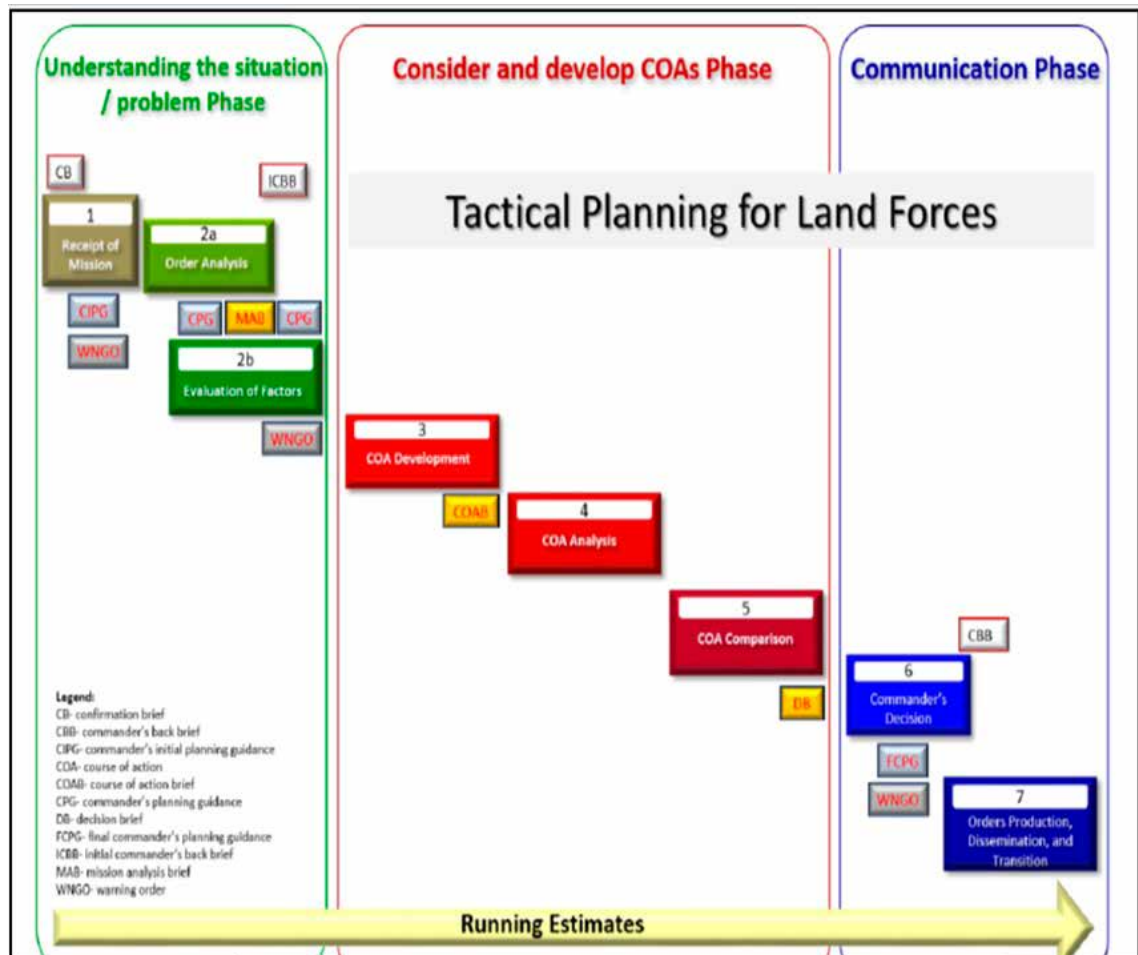 Understanding the situation
/ problem Phase
Consider and develop COAs Phase
Communication Phase
Tactical Planning for Land Forces
CB
ICBB
1
Receipt of
Mission
2a
Order Analysis
CIPG
WNGO
CPG
MAB
CPG
2b
Evaluation of Factors
WNGO
3
COA Development
COAB
4
COA Analysis
5
COA Comparison
DB
CBB
6
Commander's
Decision
FCPG
WNGO
7
Orders Production,
Dissemination, and
Transition
Legend:
CB- confirmation brief
CBB- commander's back brief
CIPG- commander's initial planning guidance
COA- course of action
COAB- course of action brief
CPG- commander's planning guidance
DB- decision brief
FCPG- final commander's planning guidance
ICBB- initial commander's back brief
MAB- mission analysis brief
WNGO- warning order
Running Estimates